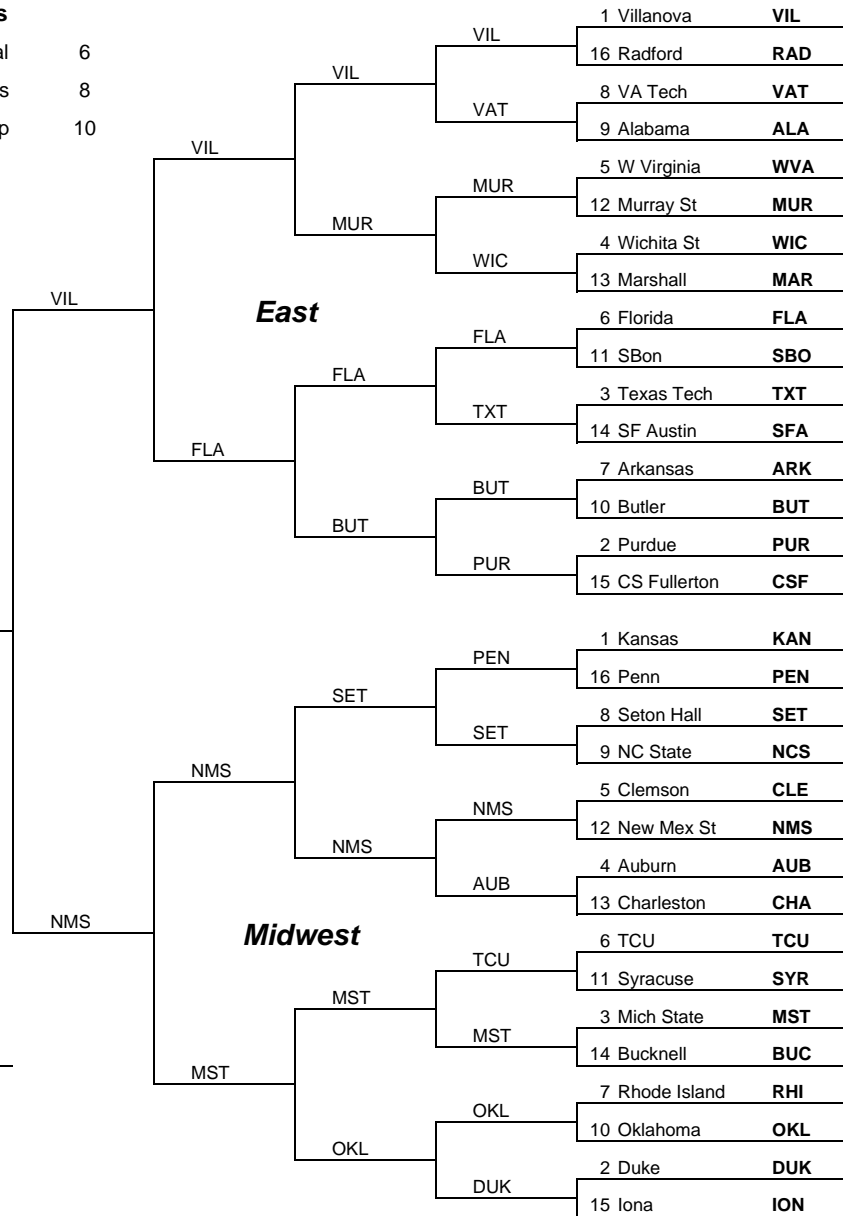 s
al 6
s 8
p 10
1 Villanova VIL
VIL
16 Radford RAD
VIL
8 VA Tech VAT
VAT
9 Alabama ALA
VIL
5 W Virginia WVA
MUR
12 Murray St MUR
MUR
4 Wichita St WIC
WIC
13 Marshall MAR
VIL
East
6 Florida FLA
FLA
11 SBon SBO
FLA
3 Texas Tech TXT
TXT
14 SF Austin SFA
FLA
7 Arkansas ARK
BUT
10 Butler BUT
BUT
2 Purdue PUR
PUR
15 CS Fullerton CSF
1 Kansas KAN
PEN
16 Penn PEN
SET
8 Seton Hall SET
SET
9 NC State NCS
NMS
5 Clemson CLE
NMS
12 New Mex St NMS
NMS
4 Auburn AUB
AUB
13 Charleston CHA
NMS
Midwest
6 TCU TCU
TCU
11 Syracuse SYR
MST
3 Mich State MST
MST
14 Bucknell BUC
MST
7 Rhode Island RHI
OKL
10 Oklahoma OKL
OKL
2 Duke DUK
DUK
15 Iona ION